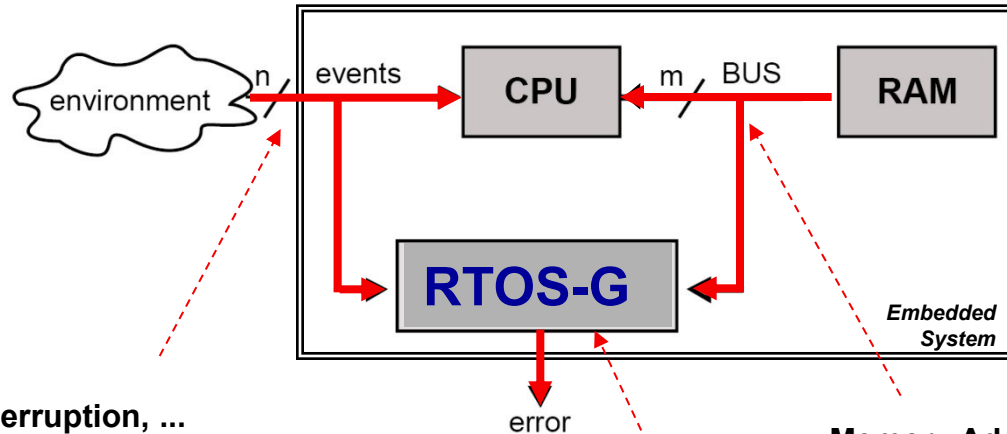 environment
n
events
CPU
m
BUS
RAM
RTOS-G
Embedded
System
error
erruption, ...